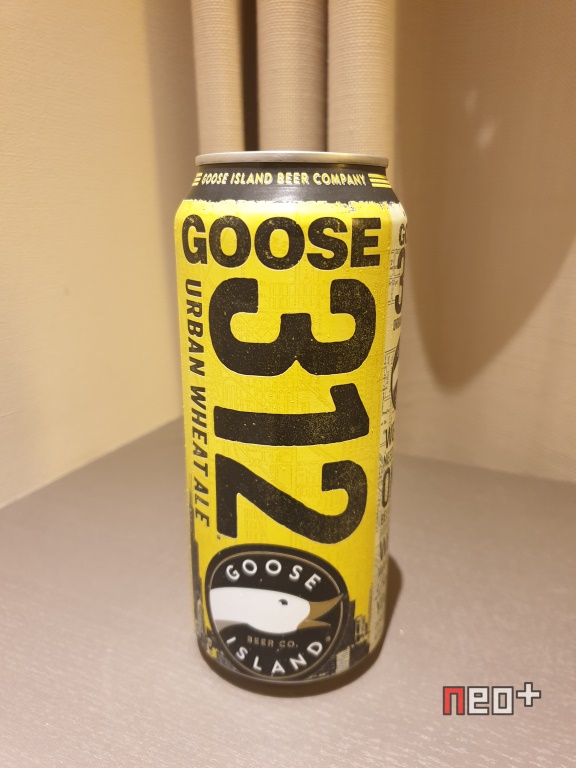 GOOSE ISLAND BEER COMPANY
GOOSE
312
URBAN WHEAT ALE
GOOSE
BEER CO.
ISLAND
neo+